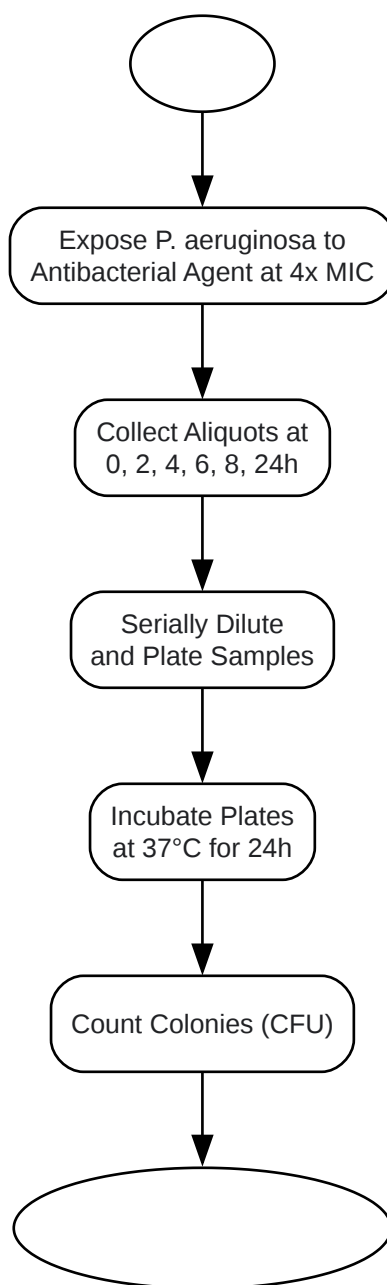 Expose P. aeruginosa to
Antibacterial Agent at 4x MIC
Collect Aliquots at
0, 2, 4, 6, 8, 24h
Serially Dilute
and Plate Samples
Incubate Plates
at 37°C for 24h
Count Colonies (CFU)